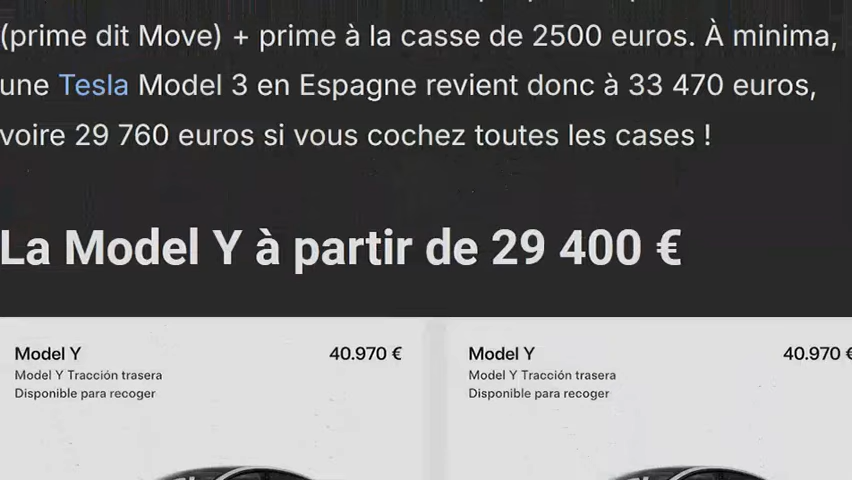 (prime dit Move) + prime à la casse de 2500 euros. À minima,
une Tesla Model 3 en Espagne revient donc à 33 470 euros,
voire 29 760 euros si vous cochez toutes les cases !
La Model Y à partir de 29 400 €
Model Y 40.970 €
Model Y Tracción trasera
Disponible para recoger
Model Y 40.970 €
Model Y Tracción trasera
Disponible para recoger